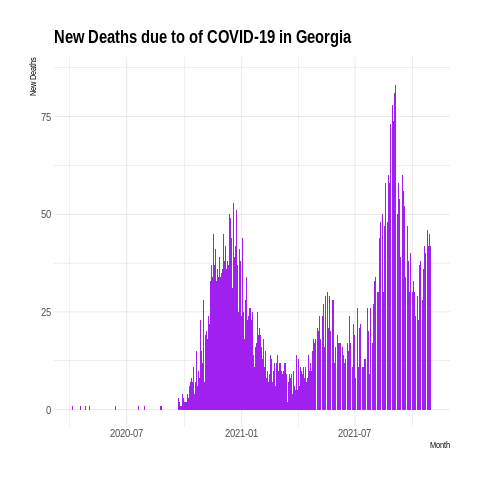 New Deaths due to of COVID-19 in Georgia
New Deaths
75
50
25
0
2020-07
2021-01
2021-07
Month